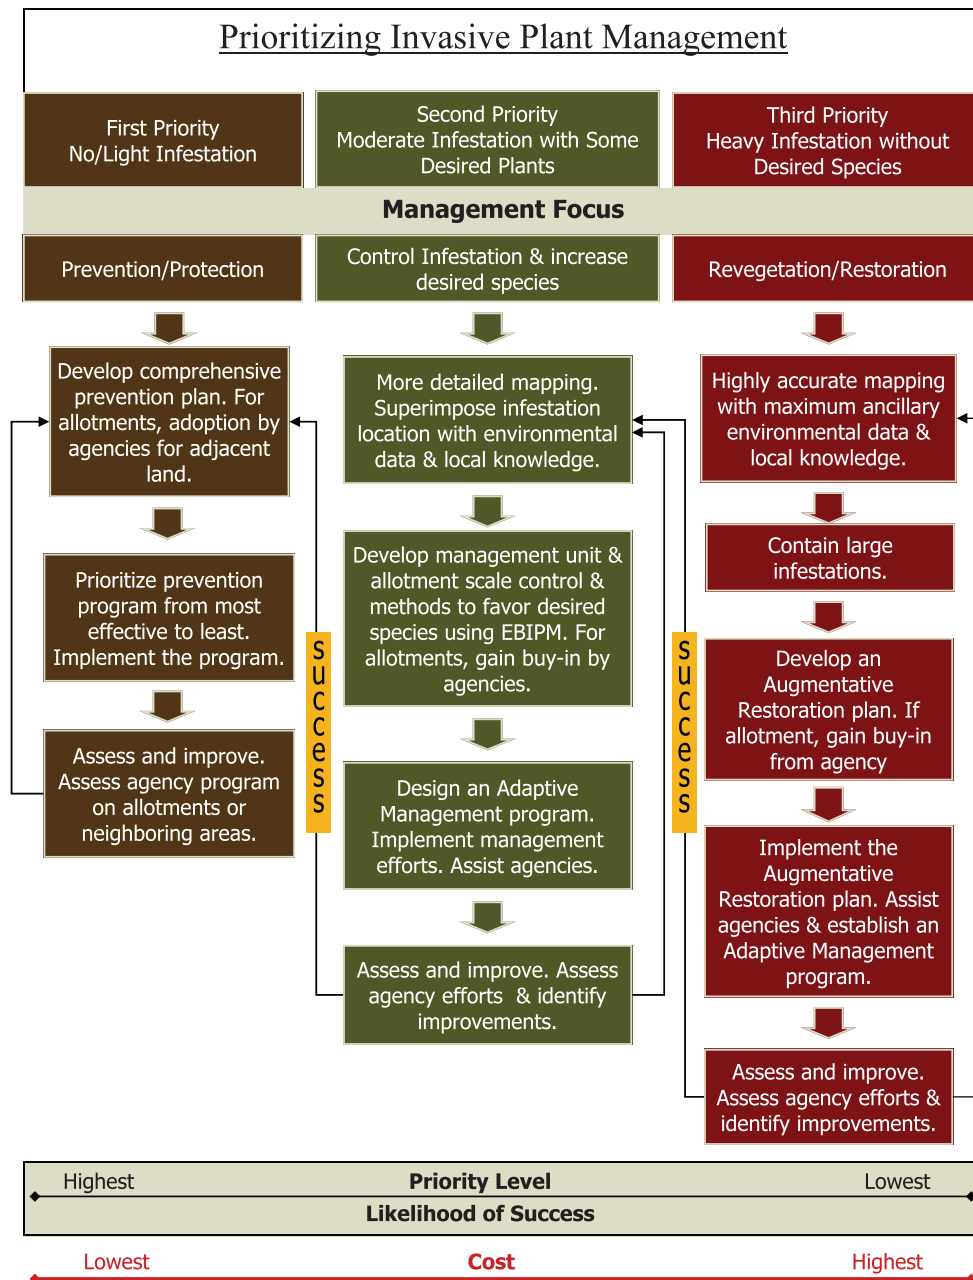 Prioritizing Invasive Plant Management
First Priority
No/Light Infestation
Second Priority
Moderate Infestation with Some
Desired Plants
Third Priority
Heavy Infestation without
Desired Species
Management Focus
Prevention/Protection
Control Infestation & increase
desired species
Revegetation/Restoration
Develop comprehensive
prevention plan. For
allotments, adoption by
agencies for adjacent
land.
Prioritize prevention
program from most
effective to least.
Implement the program.
Assess and improve.
Assess agency program
on allotments or
neighboring areas.
success
More detailed mapping.
Superimpose infestation
location with environmental
data & local knowledge.
Develop management unit &
allotment scale control &
methods to favor desired
species using EBIPM. For
allotments, gain buy-in by
agencies.
Design an Adaptive
Management program.
Implement management
efforts. Assist agencies.
Assess and improve. Assess
agency efforts & identify
improvements.
success
Highly accurate mapping
with maximum ancillary
environmental data &
local knowledge.
Contain large
infestations.
Develop an
Augmentative
Restoration plan. If
allotment, gain buy-in
from agency
Implement the
Augmentative
Restoration plan. Assist
agencies & establish an
Adaptive Management
program.
Assess and improve.
Assess agency efforts &
identify improvements.
Highest Priority Level Lowest
Likelihood of Success
Lowest Cost Highest